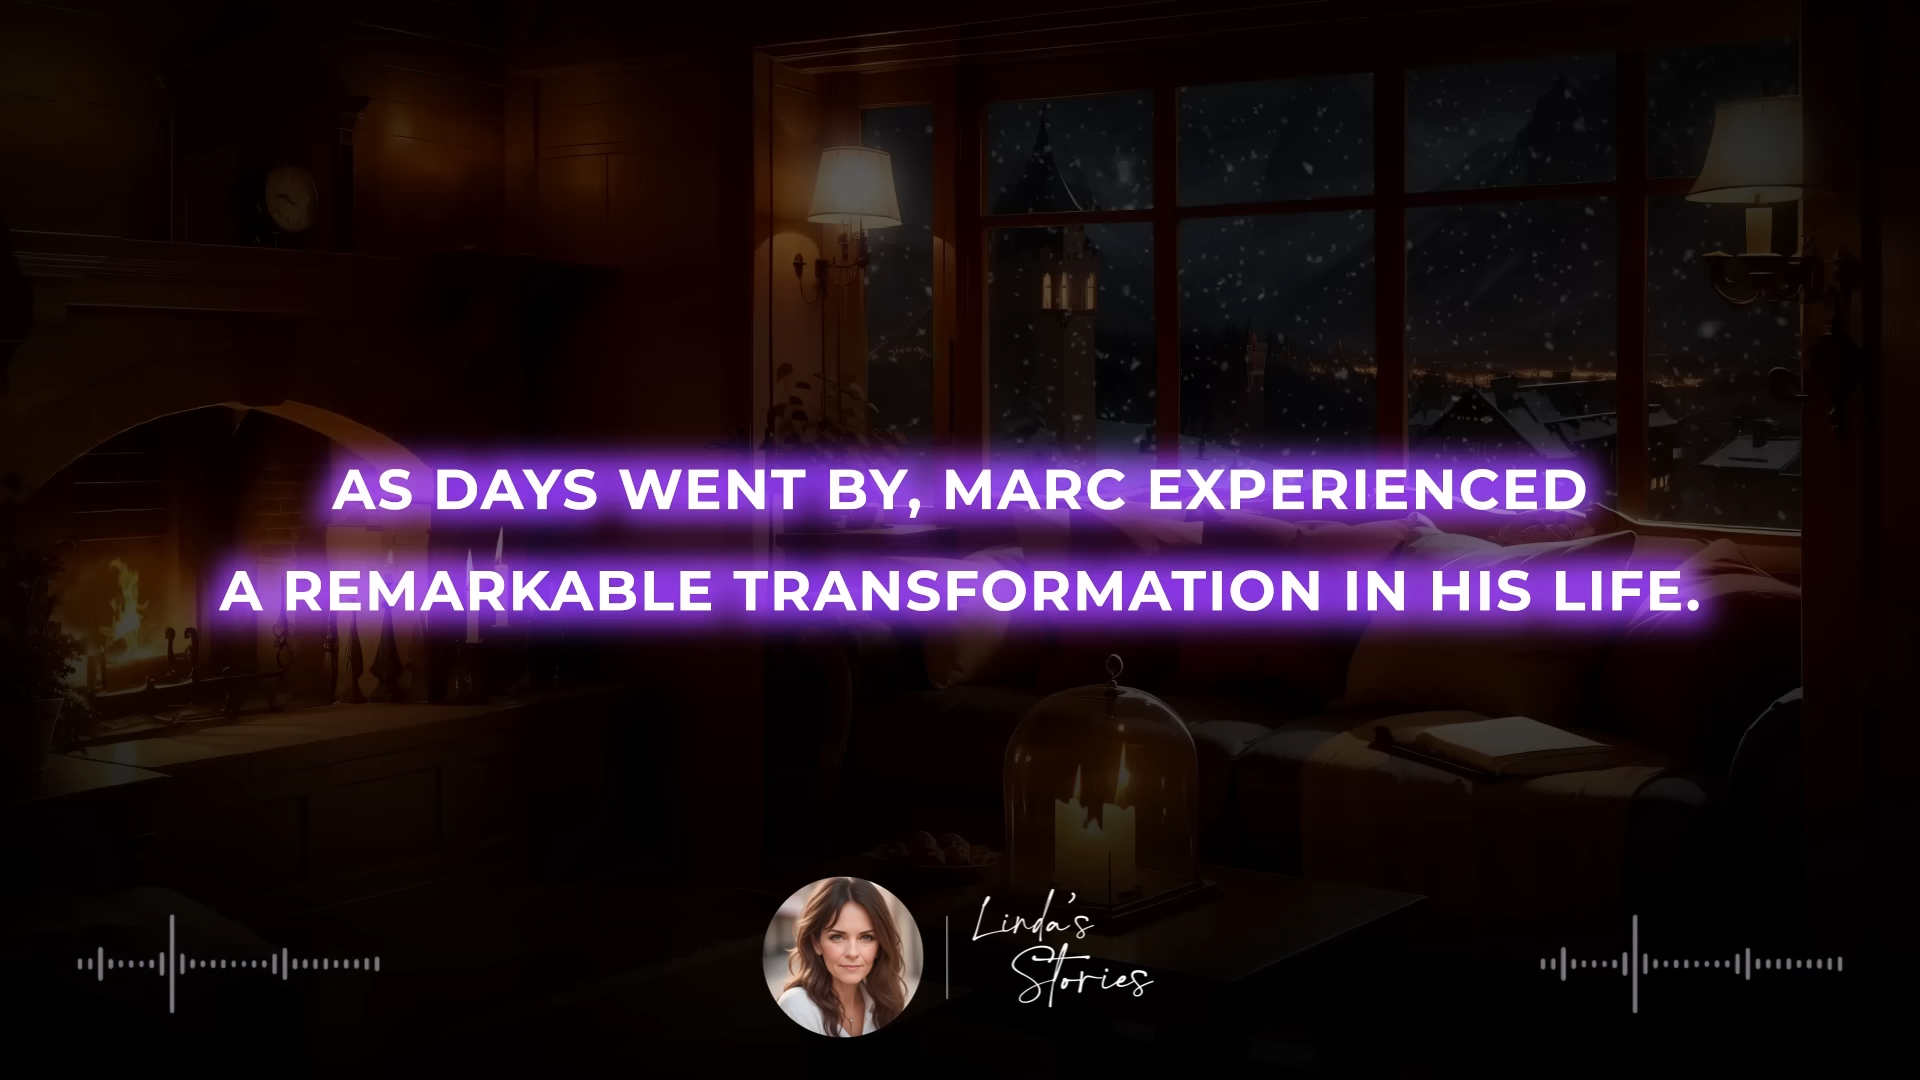 AS DAYS WENT BY, MARC EXPERIENCED
A REMARKABLE TRANSFORMATION IN HIS LIFE.
Linda's
Stories